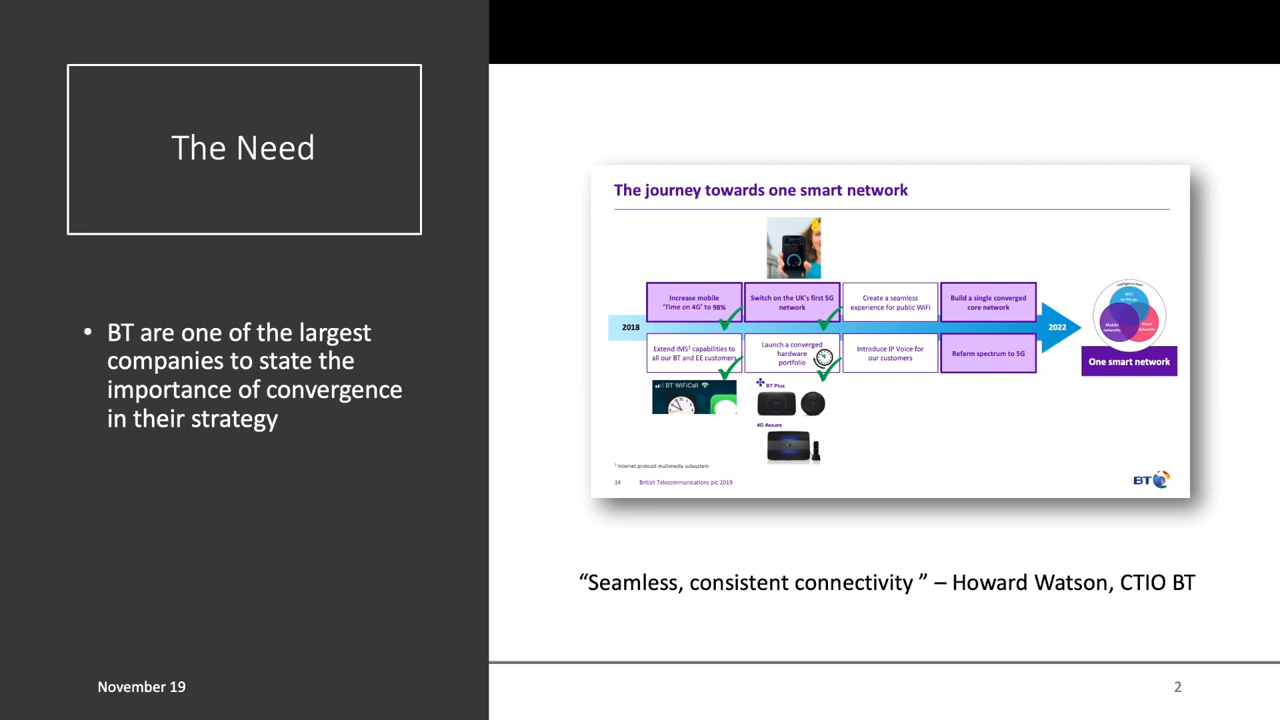 The Need
• BT are one of the largest
companies to state the
importance of convergence
in their strategy
November 19
The journey towards one smart network
2018
Increase mobile
'Time on 4G' to 98%
Switch on the UK's first 5G
network
Create a seamless
experience for public WiFi
Build a single converged
core network
Extend IMS¹ capabilities to
all our BT and EE customers
Launch a converged
hardware
portfolio
Introduce IP Voice for
our customers
Refarm spectrum to 5G
2022
Mobile
networks
One smart network
BT WiFiCall
BT Plus
4G Assure
¹ Internet protocol multimedia subsystem
14 British Telecommunications plc 2019
BT
“Seamless, consistent connectivity ” – Howard Watson, CTIO BT
2